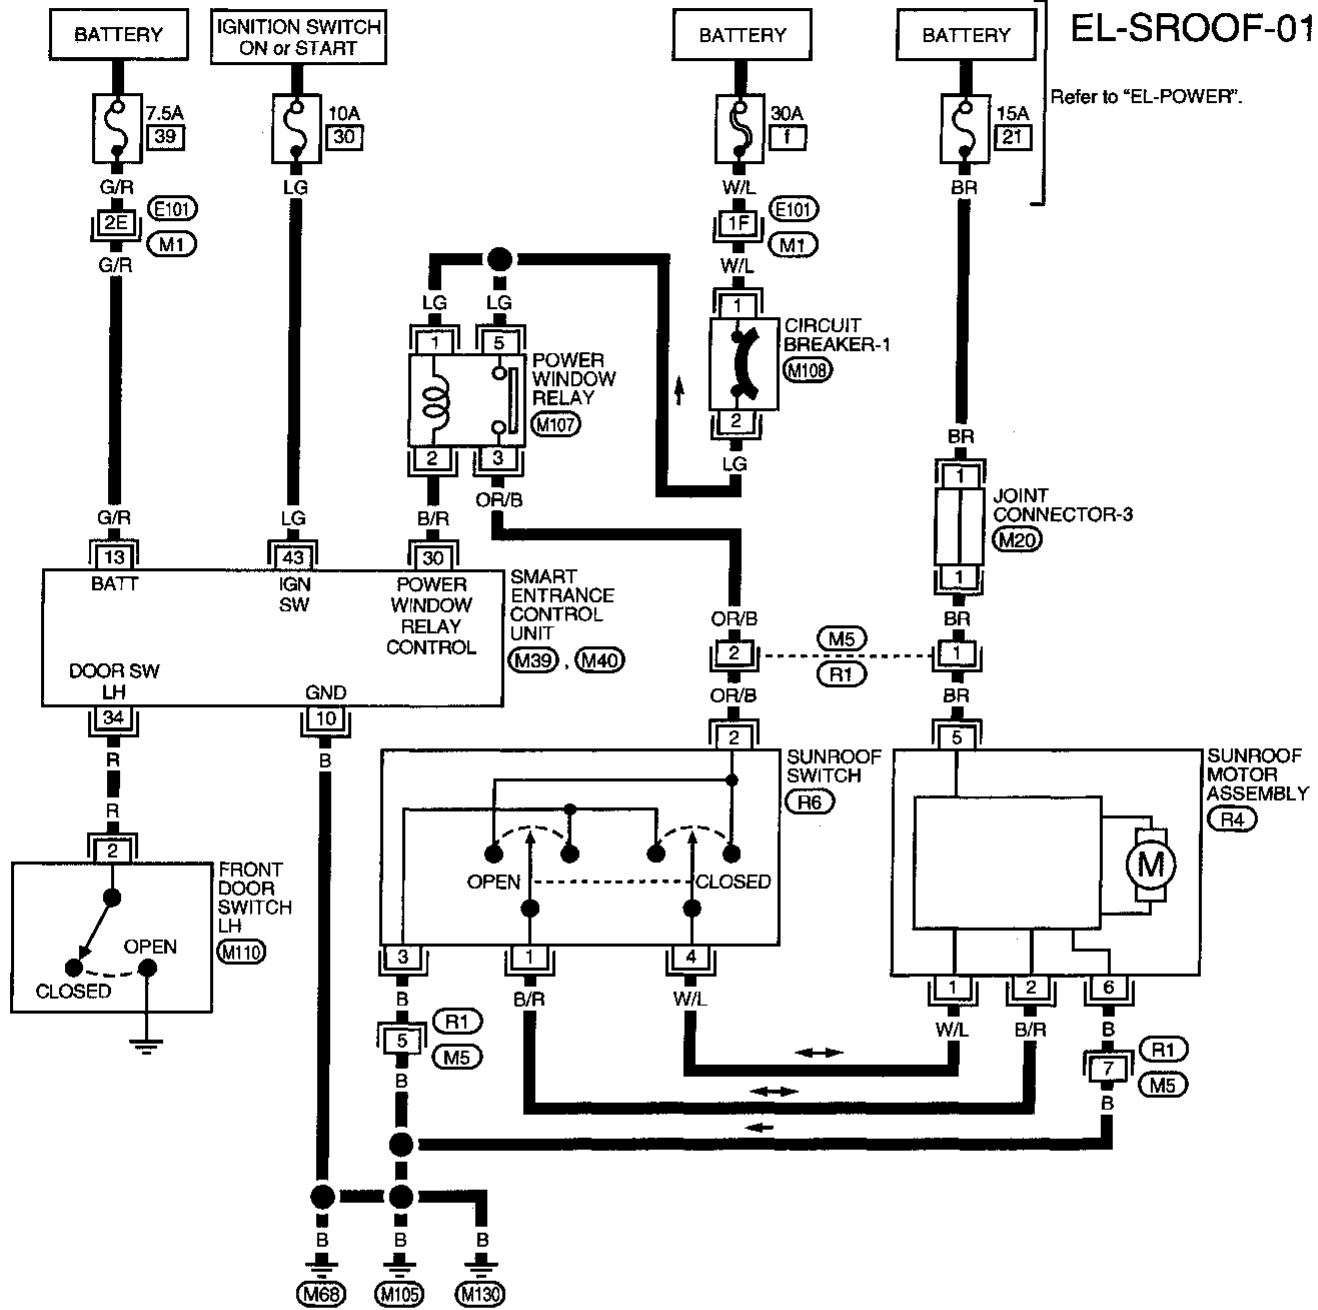 EL-SROOF-01
BATTERY
IGNITION SWITCH
ON or START
BATTERY
BATTERY
Refer to "EL-POWER".
7.5A
39
10A
30
30A
f
15A
21
G/R
LG
W/L
BR
2E
E101
M1
1F
E101
M1
G/R
W/L
LG
LG
1
5
POWER
WINDOW
RELAY
M107
1
CIRCUIT
BREAKER-1
M108
2
LG
2
3
OR/B
BR
1
JOINT
CONNECTOR-3
M20
1
BR
G/R
LG
B/R
13
43
30
BATT
IGN
SW
POWER
WINDOW
RELAY
CONTROL
SMART
ENTRANCE
CONTROL
UNIT
M39 , M40
DOOR SW
LH
GND
34
10
OR/B
2
M5
R1
1
OR/B
BR
2
5
R
B
R
2
FRONT
DOOR
SWITCH
LH
M110
OPEN
CLOSED
SUNROOF
SWITCH
R6
OPEN
CLOSED
3
1
4
SUNROOF
MOTOR
ASSEMBLY
R4
M
1
2
6
B
B/R
W/L
W/L
B/R
B
5
R1
M5
B
7
R1
M5
B
B
B
B
M68
M105
M130